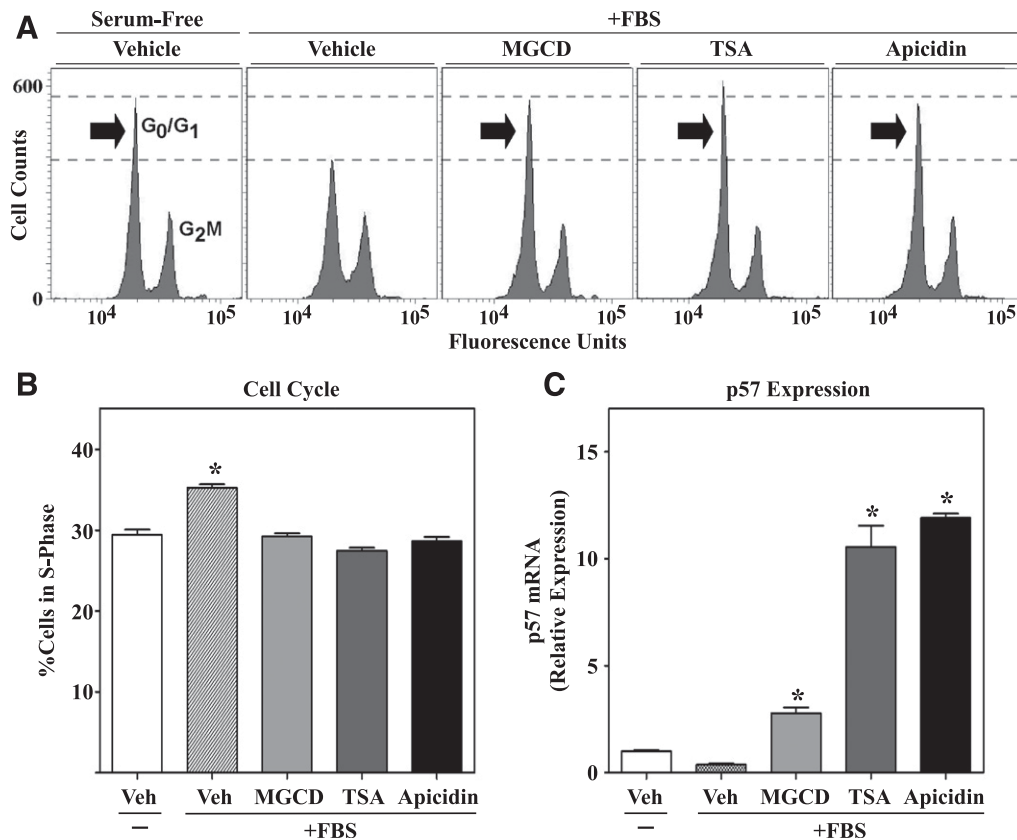 A
Serum-Free +FBS
Vehicle Vehicle MGCD TSA Apicidin
600
G0/G1
G2M
0
Cell Counts
10^4 10^5 10^4 10^5 10^4 10^5 10^4 10^5 10^4 10^5
Fluorescence Units
B
Cell Cycle
%Cells in S-Phase
40
30
20
10
*
Veh Veh MGCD TSA Apicidin
– +FBS
C
p57 Expression
p57 mRNA
(Relative Expression)
15
10
5
0
* * *
Veh Veh MGCD TSA Apicidin
– +FBS